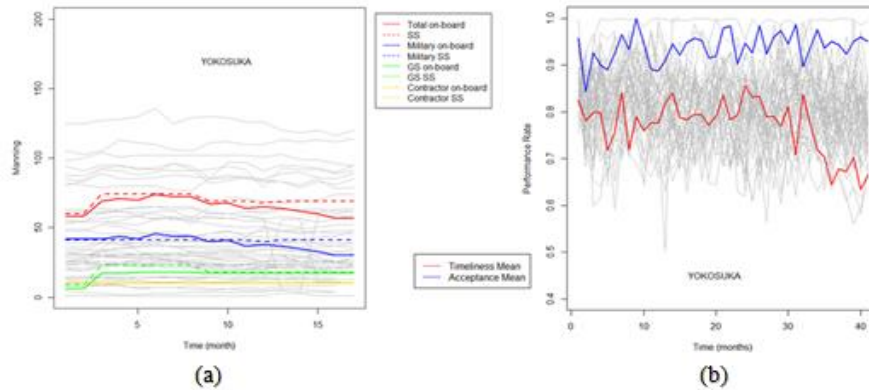 YOKOSUKA
Manning
200
150
100
50
0
5
10
15
Time (month)
Total on-board
SS
Military on-board
Military SS
GS on-board
GS SS
Contractor on-board
Contractor SS
(a)
Timeliness Mean
Acceptance Mean
Performance Rate
1.0
0.9
0.8
0.7
0.6
0.5
0.4
YOKOSUKA
0
10
20
30
40
Time (months)
(b)